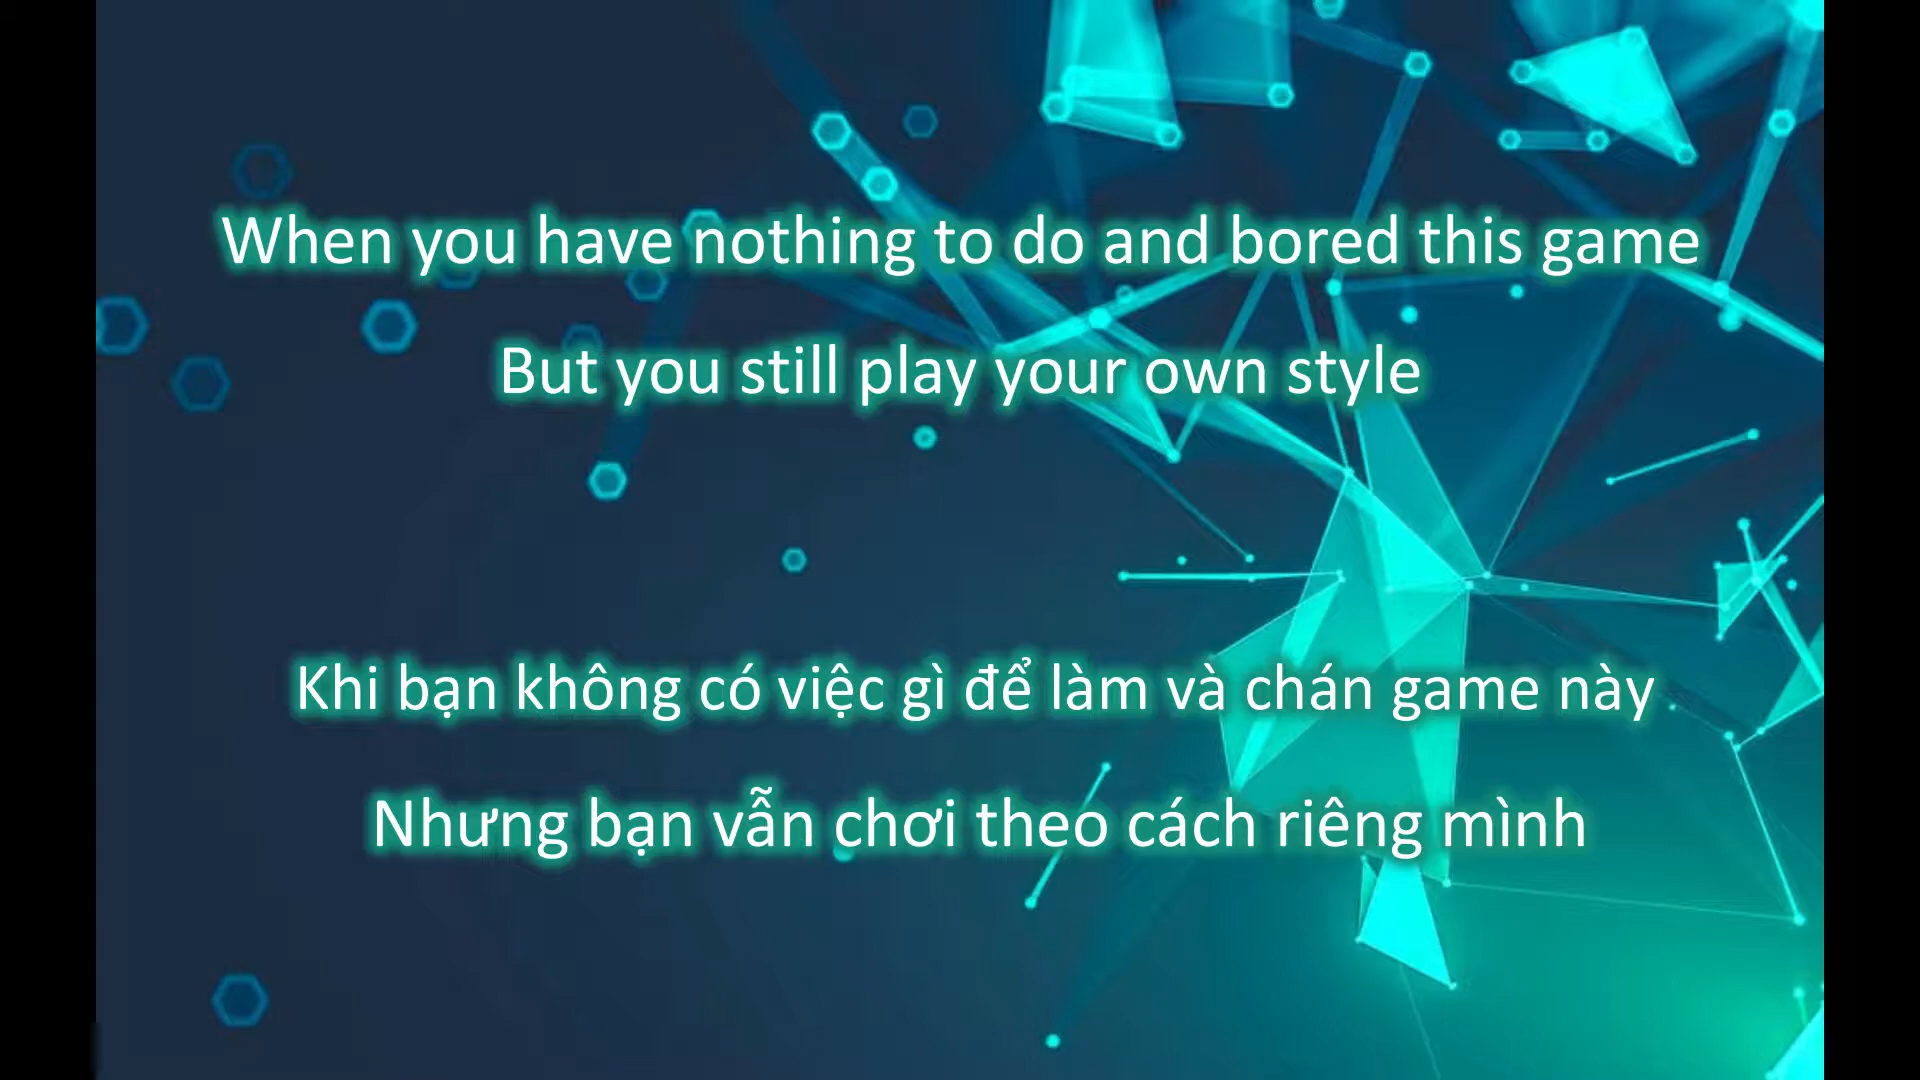 When you have nothing to do and bored this game
But you still play your own style
Khi bạn không có việc gì để làm và chán game này
Nhưng bạn vẫn chơi theo cách riêng mình